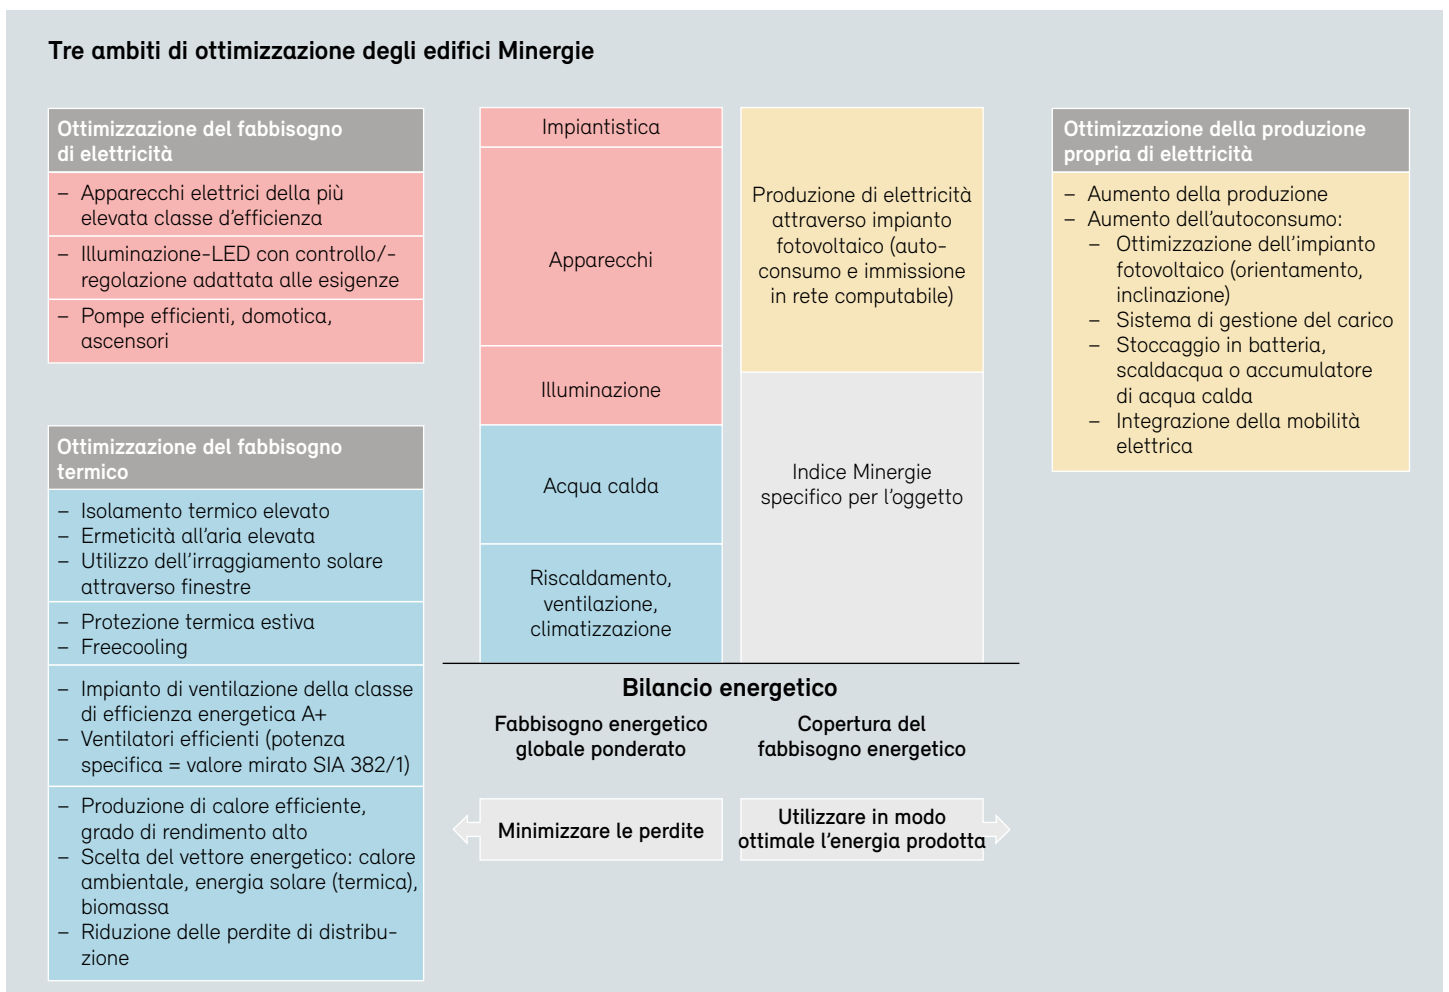 Tre ambiti di ottimizzazione degli edifici Minergie
Ottimizzazione del fabbisogno
di elettricità
– Apparecchi elettrici della più
elevata classe d'efficienza
– Illuminazione-LED con controllo/-
regolazione adattata alle esigenze
– Pompe efficienti, domotica,
ascensori
Ottimizzazione del fabbisogno
termico
– Isolamento termico elevato
– Ermeticità all'aria elevata
– Utilizzo dell'irraggiamento solare
attraverso finestre
– Protezione termica estiva
– Freecooling
– Impianto di ventilazione della classe
di efficienza energetica A+
– Ventilatori efficienti (potenza
specifica = valore mirato SIA 382/1)
– Produzione di calore efficiente,
grado di rendimento alto
– Scelta del vettore energetico: calore
ambientale, energia solare (termica),
biomassa
– Riduzione delle perdite di distribu-
zione
Impiantistica
Apparecchi
Illuminazione
Acqua calda
Riscaldamento,
ventilazione,
climatizzazione
Produzione di elettricità
attraverso impianto
fotovoltaico (auto-
consumo e immissione
in rete computabile)
Indice Minergie
specifico per l'oggetto
Bilancio energetico
Fabbisogno energetico
globale ponderato
Copertura del
fabbisogno energetico
Minimizzare le perdite
Utilizzare in modo
ottimale l'energia prodotta
Ottimizzazione della produzione
propria di elettricità
– Aumento della produzione
– Aumento dell'autoconsumo:
– Ottimizzazione dell'impianto
fotovoltaico (orientamento,
inclinazione)
– Sistema di gestione del carico
– Stoccaggio in batteria,
scaldacqua o accumulatore
di acqua calda
– Integrazione della mobilità
elettrica